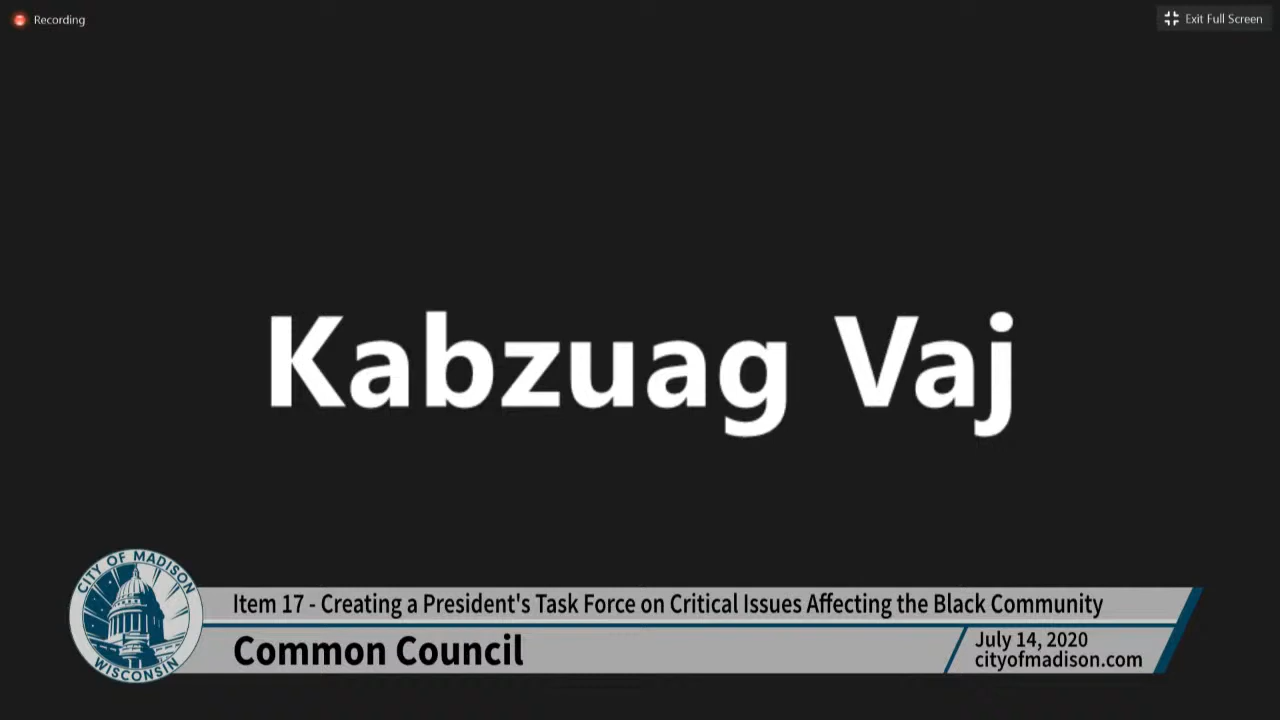 Recording
Exit Full Screen
Kabzuag Vaj
CITY OF MADISON
WISCONSIN
Item 17 - Creating a President's Task Force on Critical Issues Affecting the Black Community
Common Council
July 14, 2020
cityofmadison.com